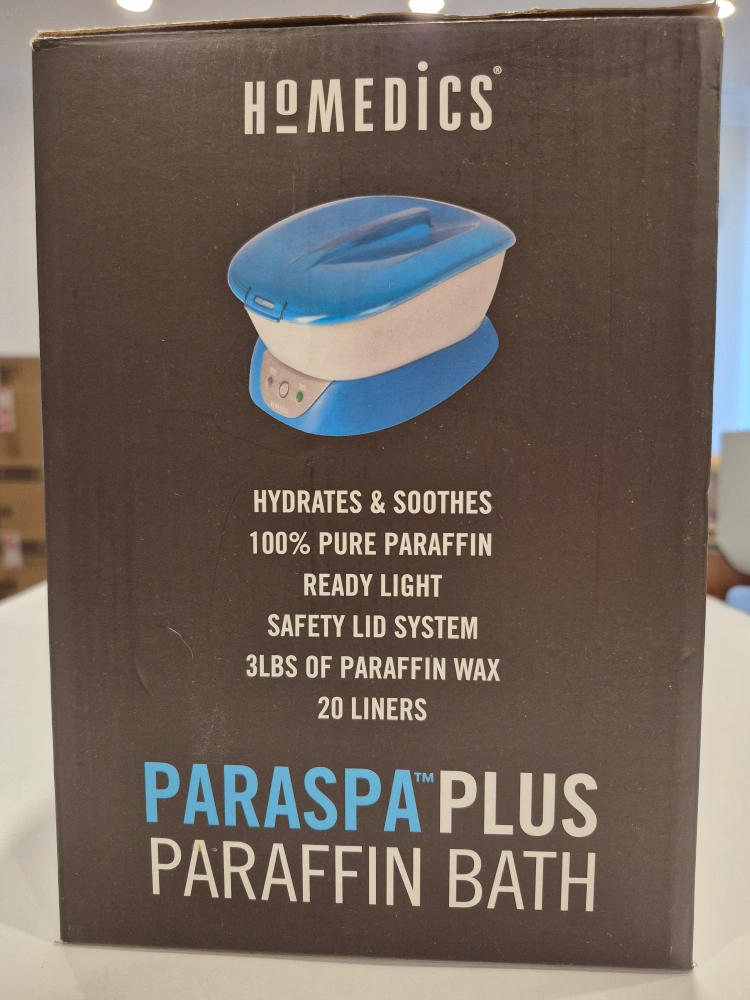 HOMEDICS®
HYDRATES & SOOTHES
100% PURE PARAFFIN
READY LIGHT
SAFETY LID SYSTEM
3LBS OF PARAFFIN WAX
20 LINERS
PARASPA™ PLUS
PARAFFIN BATH